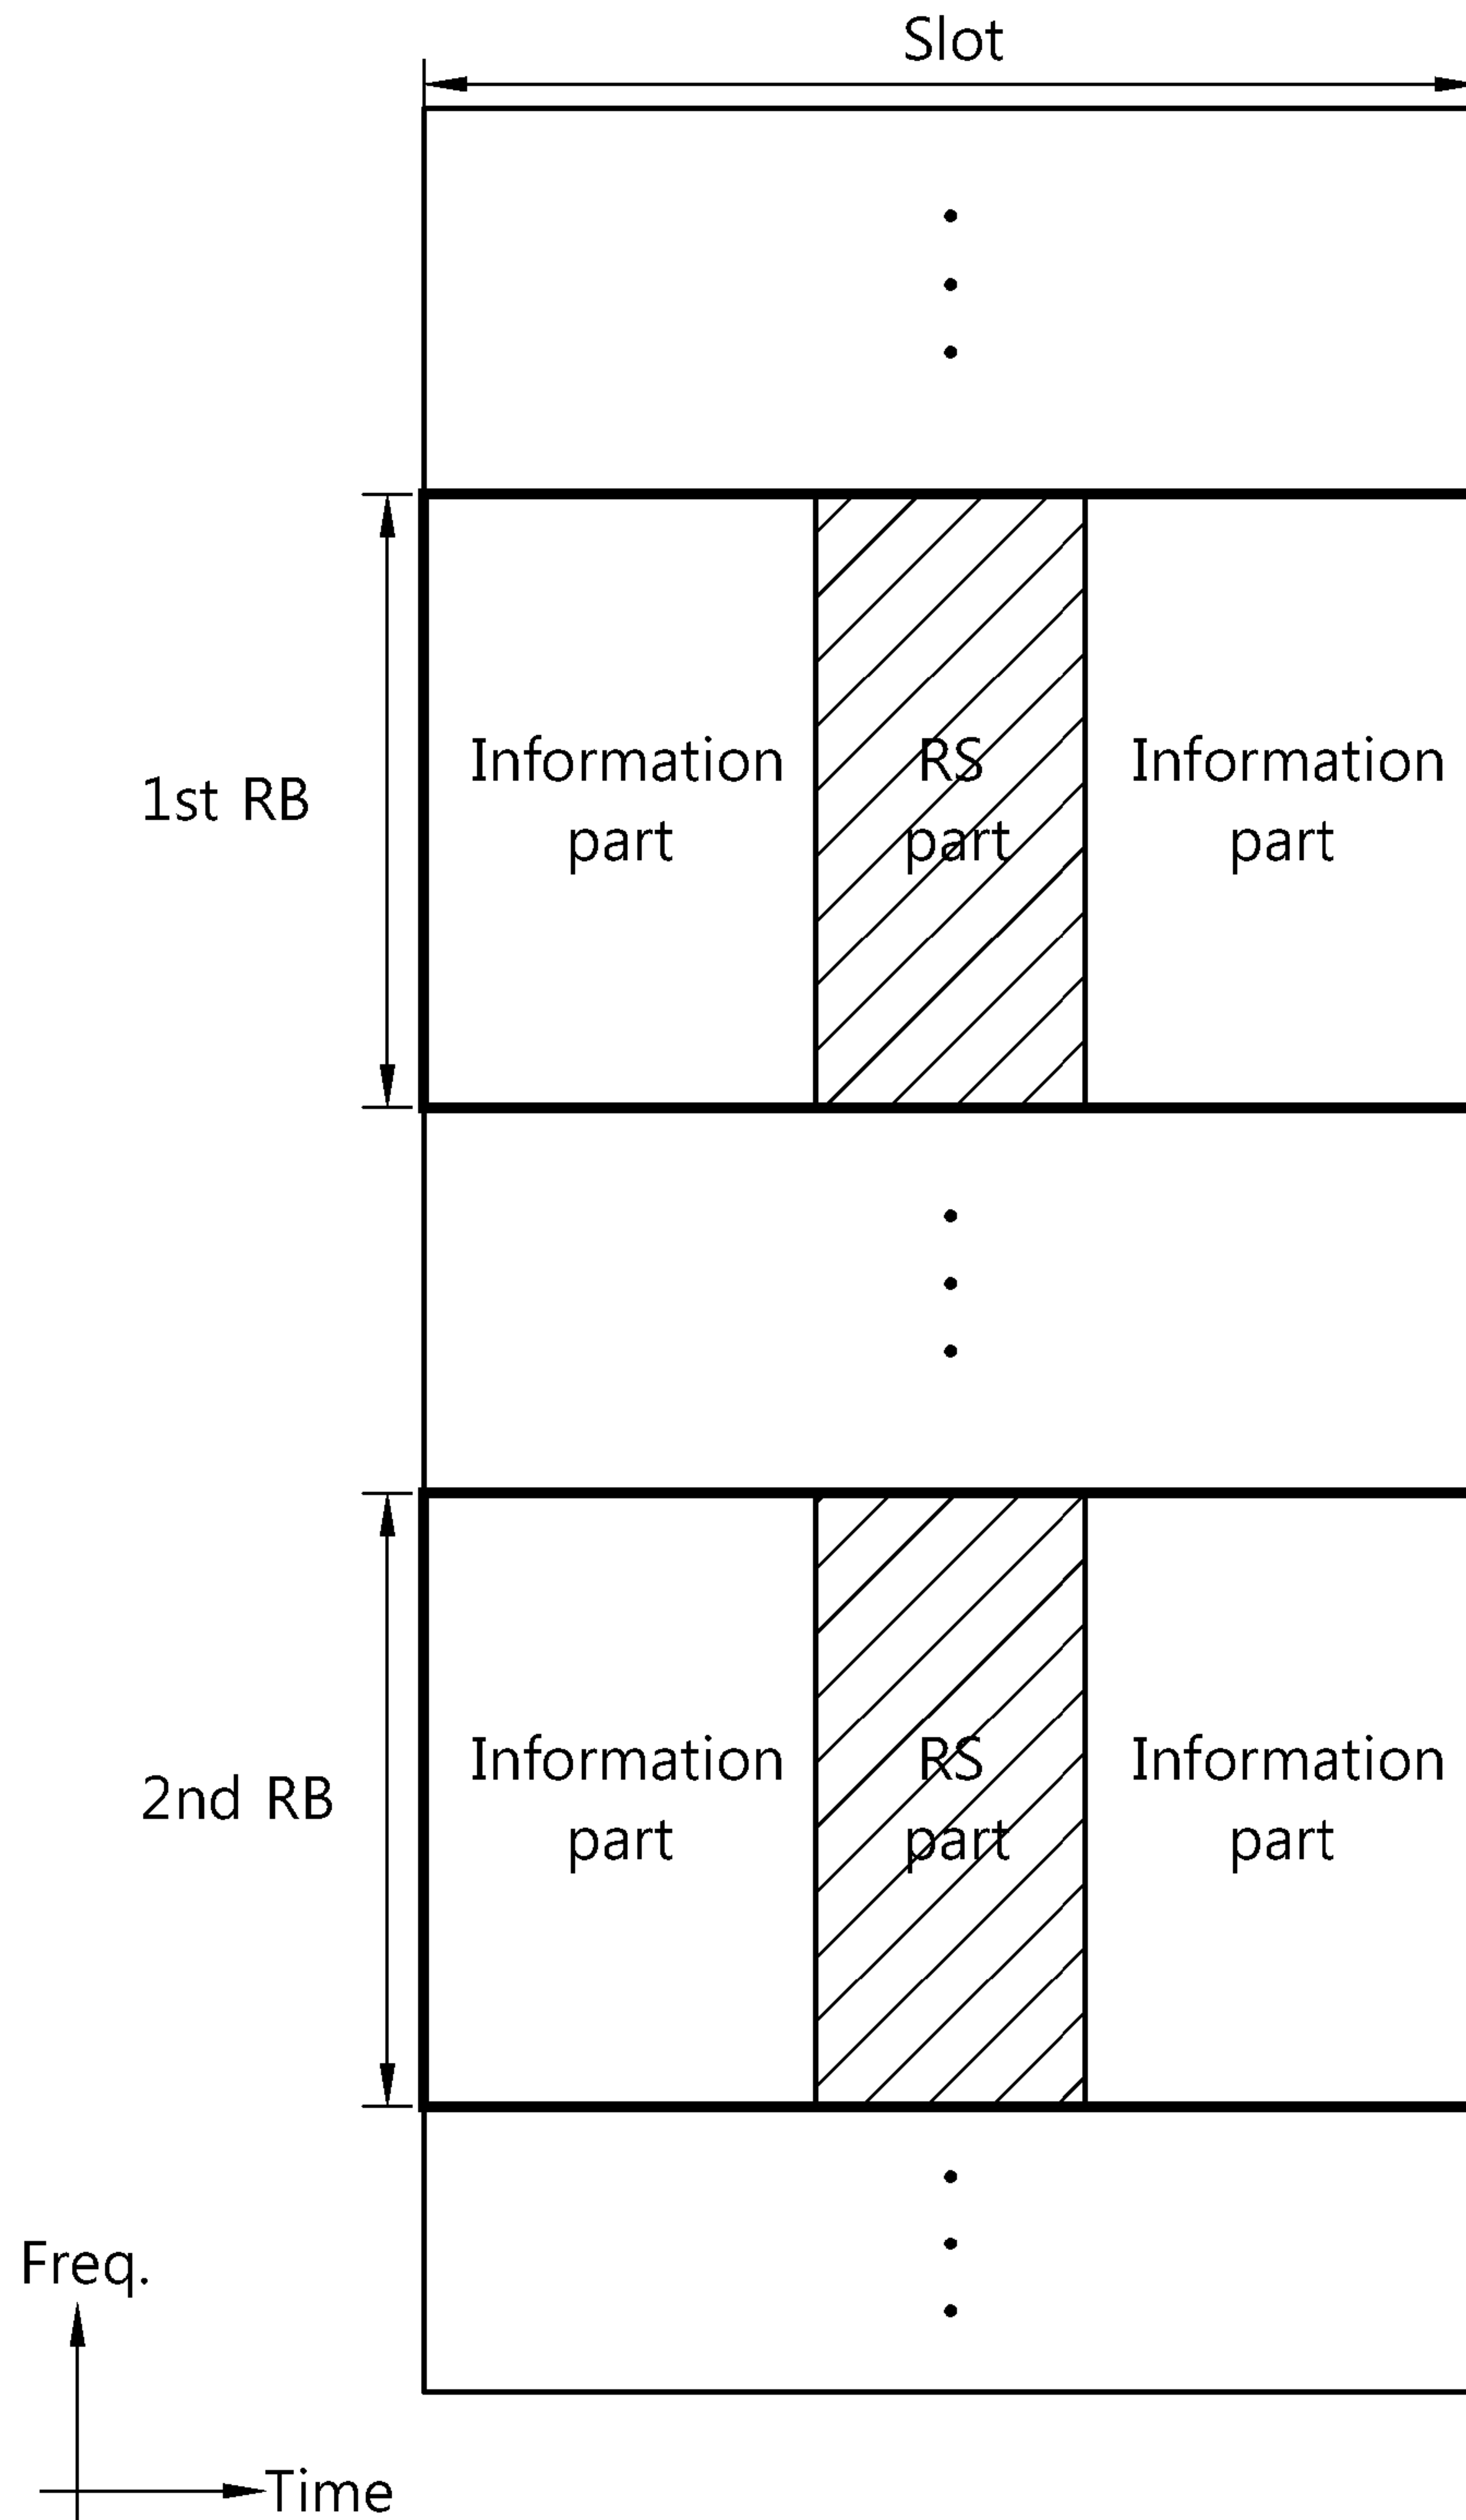 Slot
1st RB
Information
part
RS
part
Information
part
2nd RB
Information
part
RS
part
Information
part
Freq.
Time